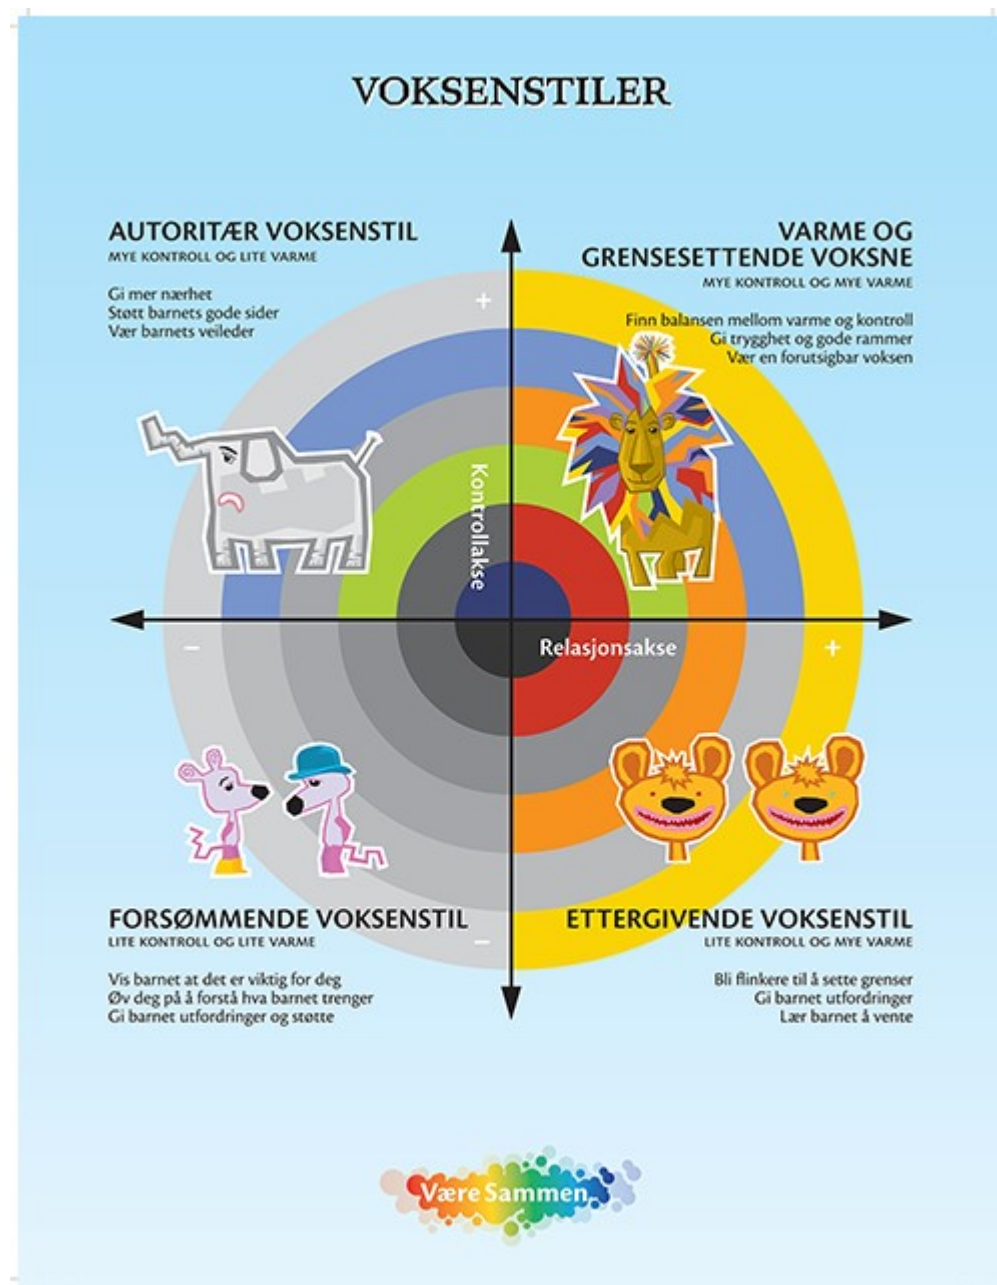 VOKSENSTILER
AUTORITÆR VOKSENSTIL
MYE KONTROLL OG LITE VARME
Gi mer nærhet
Støtt barnets gode sider
Vær barnets veileder
VARME OG
GRENSESETTENDE VOKSNE
MYE KONTROLL OG MYE VARME
Finn balansen mellom varme og kontroll
Gi trygghet og gode rammer
Vær en forutsigbar voksen
+
Kontrollakse
Relasjonsakse
–
+
FORSØMMENDE VOKSENSTIL
LITE KONTROLL OG LITE VARME
Vis barnet at det er viktig for deg
Øv deg på å forstå hva barnet trenger
Gi barnet utfordringer og støtte
–
ETTERGIVENDE VOKSENSTIL
LITE KONTROLL OG MYE VARME
Bli flinkere til å sette grenser
Gi barnet utfordringer
Lær barnet å vente
Være Sammen